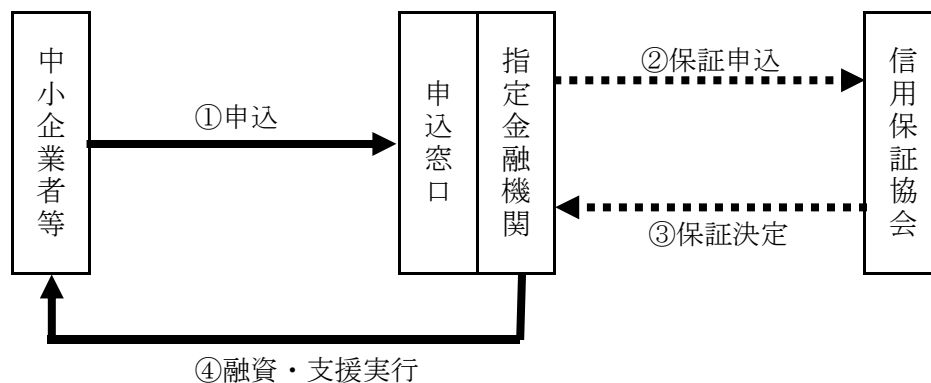 中小企業者等
①申込
申込窓口
指定金融機関
②保証申込
③保証決定
信用保証協会
④融資・支援実行